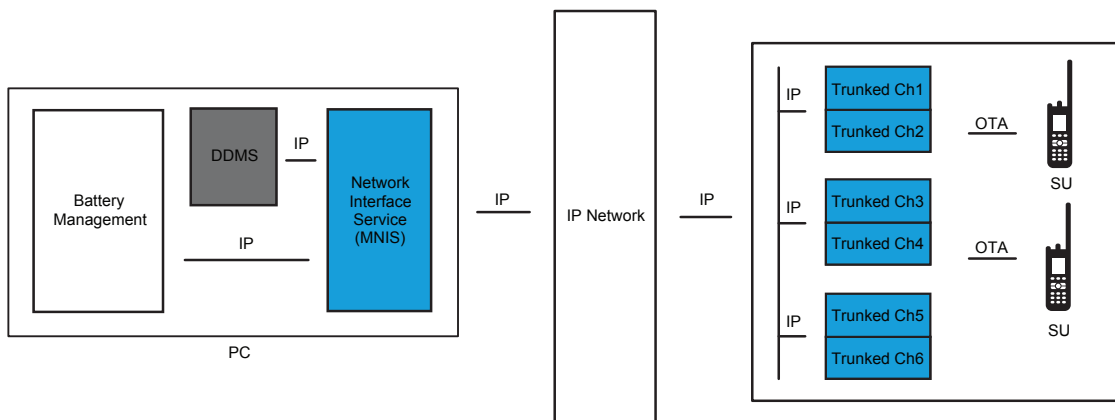 Battery
Management
DDMS
IP
IP
Network
Interface
Service
(MNIS)
PC
IP
IP Network
IP
IP
Trunked Ch1
Trunked Ch2
OTA
SU
IP
Trunked Ch3
Trunked Ch4
OTA
SU
IP
Trunked Ch5
Trunked Ch6